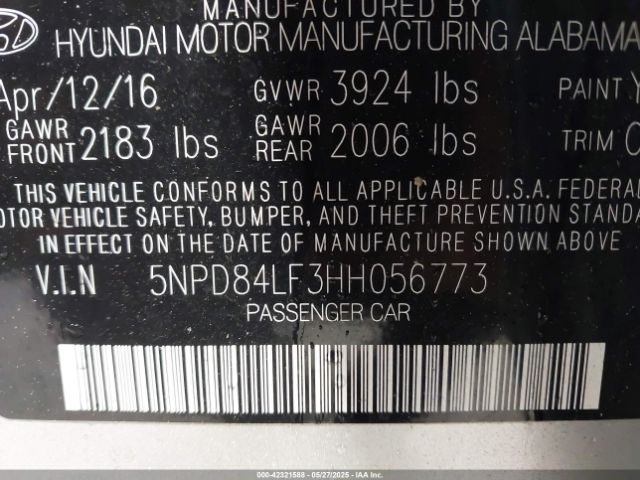 MANUFACTURED BY
HYUNDAI MOTOR MANUFACTURING ALABAMA
Apr/12/16 GVWR 3924 lbs PAINT
GAWR FRONT 2183 lbs GAWR REAR 2006 lbs TRIM
THIS VEHICLE CONFORMS TO ALL APPLICABLE U.S.A. FEDERA
OTOR VEHICLE SAFETY, BUMPER, AND THEFT PREVENTION STANDA
IN EFFECT ON THE DATE OF MANUFACTURE SHOWN ABOVE.
V.I.N 5NPD84LF3HH056773
PASSENGER CAR
000-42321588 - 05/27/2025 - IAA Inc.